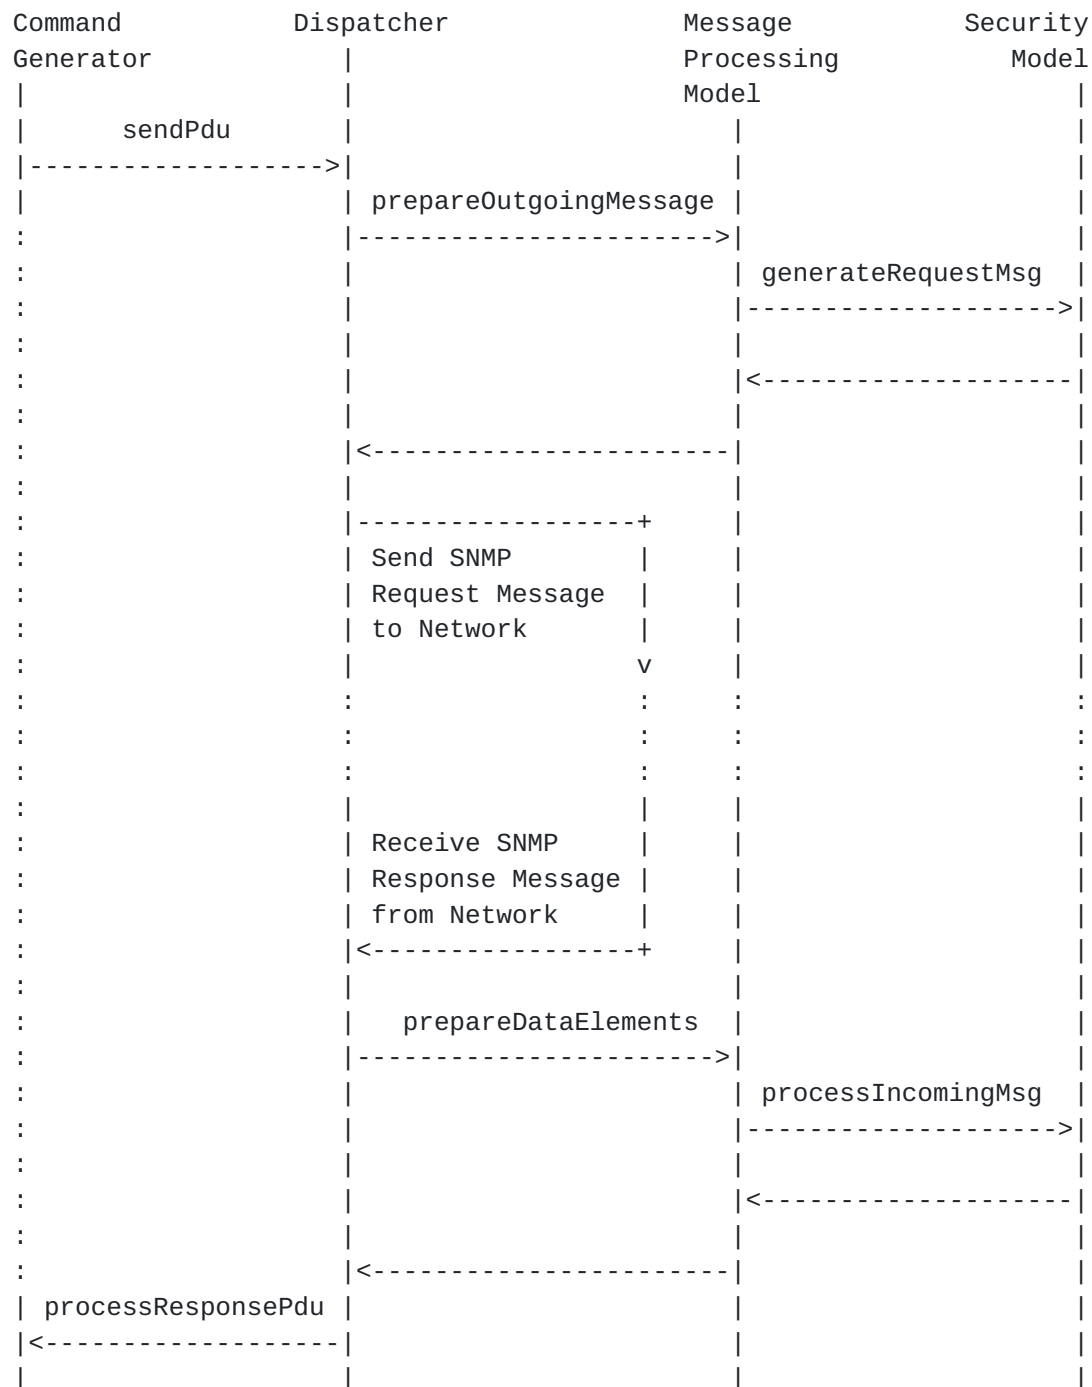 Command Dispatcher Message Security
Generator | Processing Model
| | Model |
| sendPdu | | |
|------------------->| | |
| | prepareOutgoingMessage | |
: |----------------------->| |
: | | generateRequestMsg |
: | |-------------------->|
: | | |
: | |<--------------------|
: | | |
: |<-----------------------| |
: | | |
: |------------------+ | |
: | Send SNMP | | |
: | Request Message | | |
: | to Network | | |
: | v | |
: : : : :
: : : : :
: : : : :
: | | | |
: | Receive SNMP | | |
: | Response Message | | |
: | from Network | | |
: |<-----------------+ | |
: | | |
: | prepareDataElements | |
: |----------------------->| |
: | | processIncomingMsg |
: | |-------------------->|
: | | |
: | |<--------------------|
: | | |
: |<-----------------------| |
| processResponsePdu | | |
|<-------------------| | |
| | | |